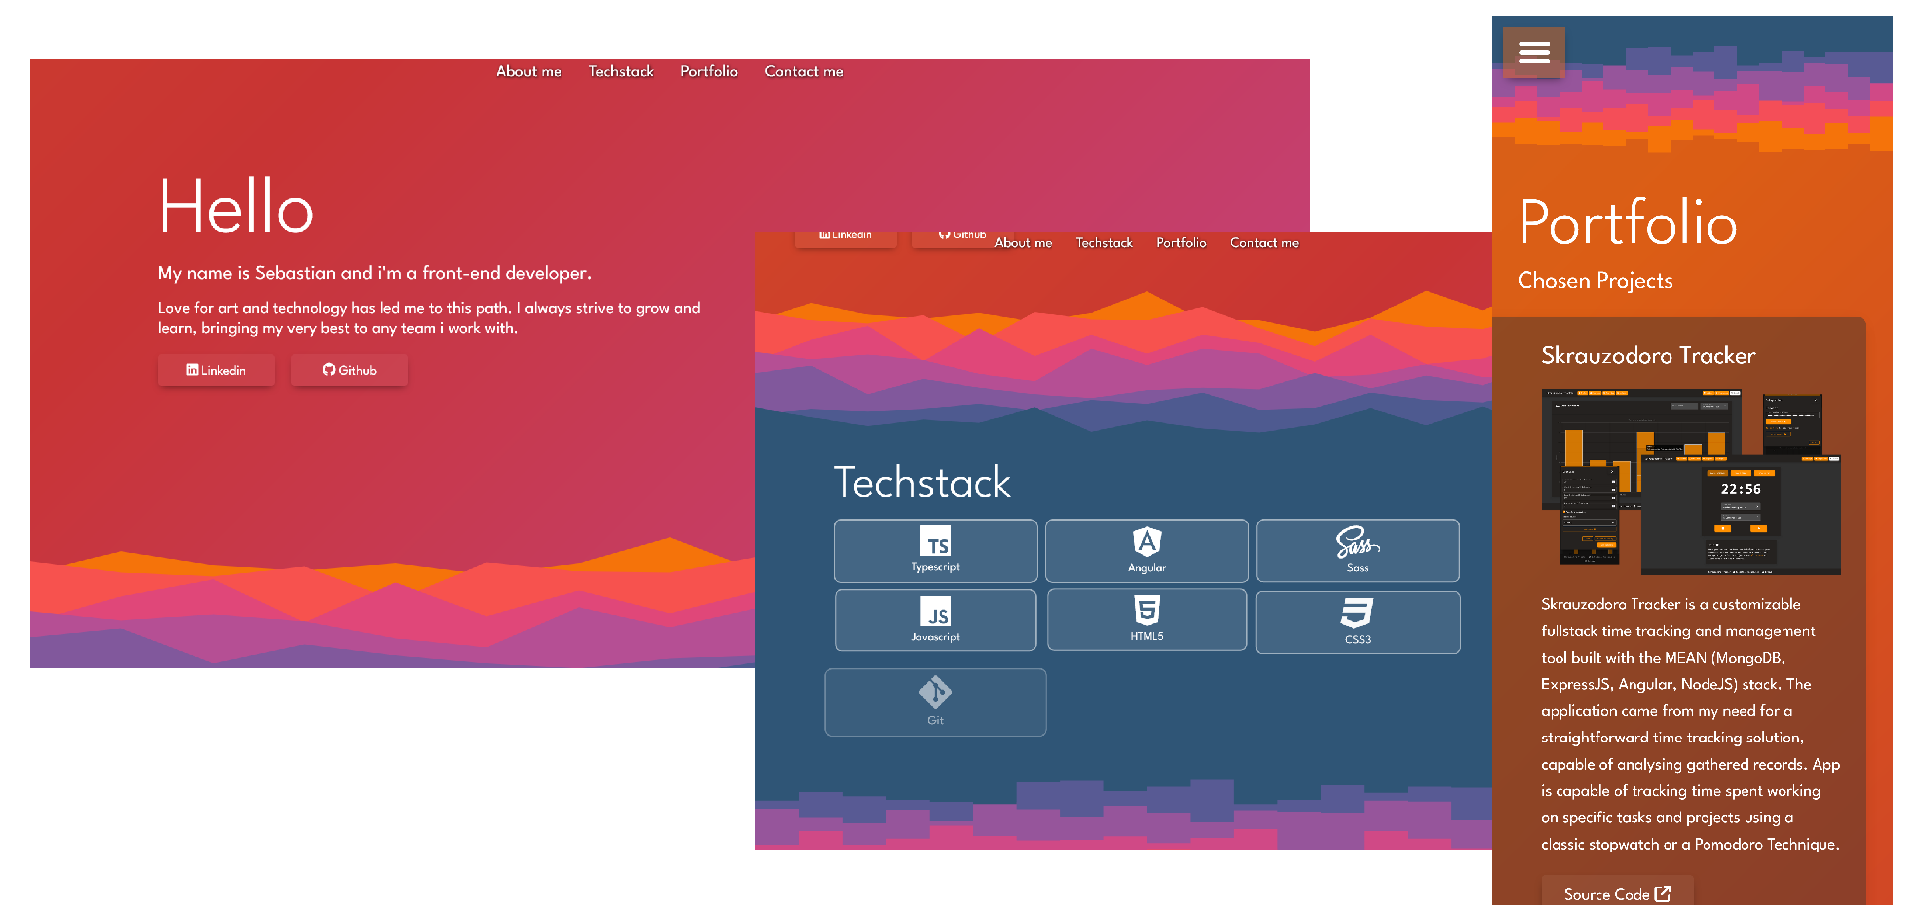 About me Techstack Portfolio Contact me
Hello
My name is Sebastian and i'm a front-end developer.
Love for art and technology has led me to this path. I always strive to grow and
learn, bringing my very best to any team i work with.
Linkedin Github
Linkedin Github
About me Techstack Portfolio Contact me
Techstack
TS JS
Typescript Angular Sass
Javascript HTML5 CSS3
Git
Portfolio
Chosen Projects
Skrauzodoro Tracker
22:56
Skrauzodoro Tracker is a customizable
fullstack time tracking and management
tool built with the MEAN (MongoDB,
ExpressJS, Angular, NodeJS) stack. The
application came from my need for a
straightforward time tracking solution,
capable of analysing gathered records. App
is capable of tracking time spent working
on specific tasks and projects using a
classic stopwatch or a Pomodoro Technique.
Source Code